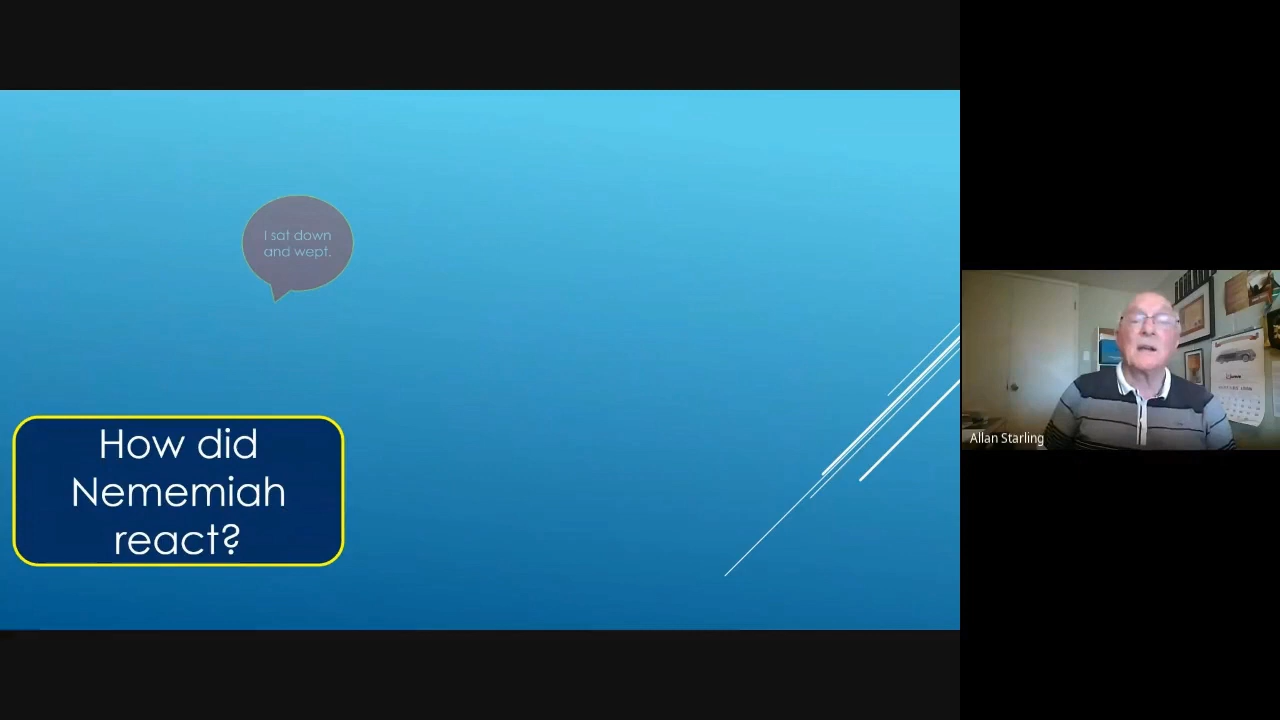 I sat down
and wept.
How did
Nememiah
react?
Allan Starling